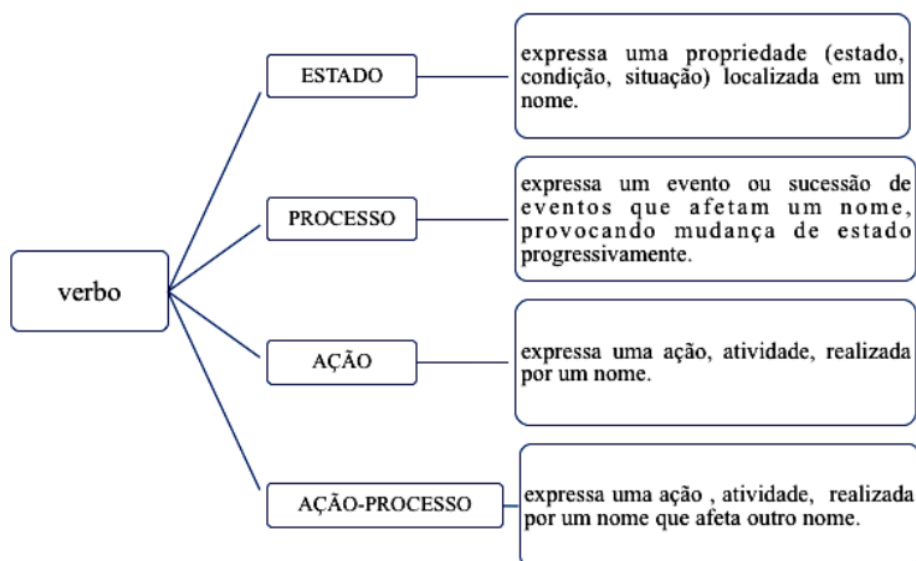 ESTADO
expressa uma propriedade (estado,
condição, situação) localizada em um
nome.
PROCESSO
expressa um evento ou sucessão de
eventos que afetam um nome,
provocando mudança de estado
progressivamente.
verbo
AÇÃO
expressa uma ação, atividade, realizada
por um nome.
AÇÃO-PROCESSO
expressa uma ação , atividade, realizada
por um nome que afeta outro nome.